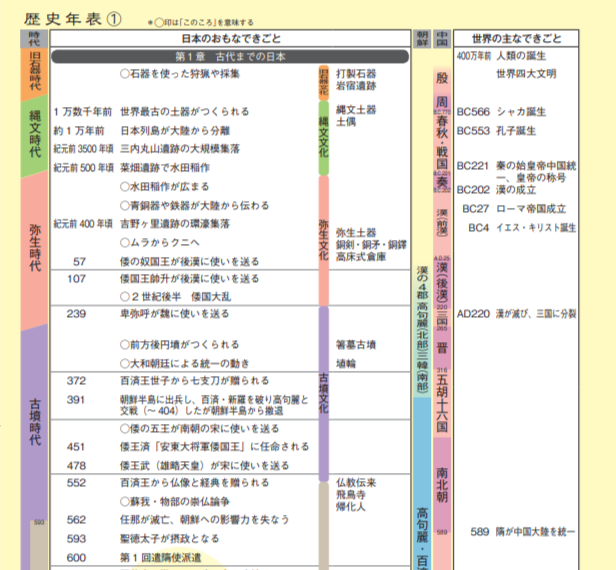 歴史年表①
＊◯印は「このころ」を意味する
時代
日本のおもなできごと
朝鮮
中国
世界の主なできごと
旧石器時代
縄文時代
弥生時代
古墳時代
593
第１章 古代までの日本
◯石器を使った狩猟や採集
１万数千年前 世界最古の土器がつくられる
約１万年前 日本列島が大陸から分離
紀元前3500年頃 三内丸山遺跡の大規模集落
紀元前500年頃 菜畑遺跡で水田稲作
◯水田稲作が広まる
◯青銅器や鉄器が大陸から伝わる
紀元前400年頃 吉野ヶ里遺跡の環濠集落
◯ムラからクニへ
57 倭の奴国王が後漢に使いを送る
107 倭国王帥升が後漢に使いを送る
◯２世紀後半 倭国大乱
239 卑弥呼が魏に使いを送る
◯前方後円墳がつくられる
◯大和朝廷による統一の動き
372 百済王世子から七支刀が贈られる
391 朝鮮半島に出兵し、百済・新羅を破り高句麗と
交戦（〜404）したが朝鮮半島から撤退
◯倭の五王が南朝の宋に使いを送る
451 倭王済「安東大将軍倭国王」に任命される
478 倭王武（雄略天皇）が宋に使いを送る
552 百済王から仏像と経典を贈られる
◯蘇我・物部の崇仏論争
562 任那が滅亡、朝鮮への影響力を失なう
593 聖徳太子が摂政となる
600 第１回遣隋使派遣
旧石器文化
縄文文化
弥生文化
古墳文化
打製石器
岩宿遺跡
縄文土器
土偶
弥生土器
銅剣・銅矛・銅鐸
高床式倉庫
箸墓古墳
埴輪
仏教伝来
飛鳥寺
帰化人
漢の４郡
高句麗（北部）三韓（南部）
高句麗・百済
殷
周
BC.770
春秋・戦国
BC.221
秦
BC.202
漢（前漢）
A.D.25
漢（後漢）
220
三国
265
晋
316
五胡十六国
南北朝
589
400万年前 人類の誕生
世界四大文明
BC566 シャカ誕生
BC553 孔子誕生
BC221 秦の始皇帝中国統
一、皇帝の称号
BC202 漢の成立
BC27 ローマ帝国成立
BC4 イエス・キリスト誕生
AD220 漢が滅び、三国に分裂
589 隋が中国大陸を統一